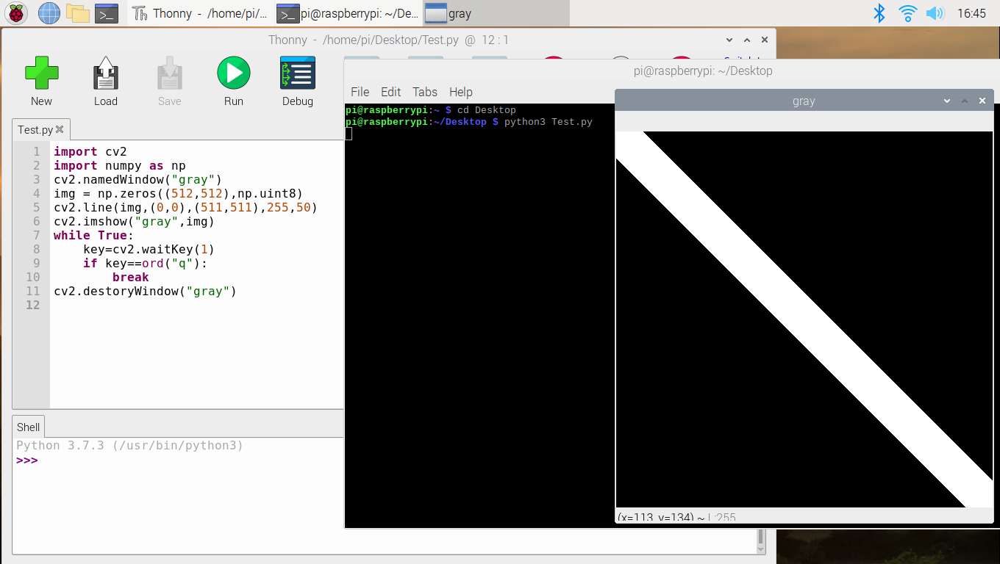 Thonny - /home/pi/... pi@raspberrypi: ~/De... gray 16:45
Thonny - /home/pi/Desktop/Test.py @ 12 : 1
New Load Save Run Debug
pi@raspberrypi: ~/Desktop
File Edit Tabs Help
pi@raspberrypi:~ $ cd Desktop
pi@raspberrypi:~/Desktop $ python3 Test.py
gray
(x=113, y=134) ~ L:255
Test.py
1 import cv2
2 import numpy as np
3 cv2.namedWindow("gray")
4 img = np.zeros((512,512),np.uint8)
5 cv2.line(img,(0,0),(511,511),255,50)
6 cv2.imshow("gray",img)
7 while True:
8 key=cv2.waitKey(1)
9 if key==ord("q"):
10 break
11 cv2.destoryWindow("gray")
12
Shell
Python 3.7.3 (/usr/bin/python3)
>>>